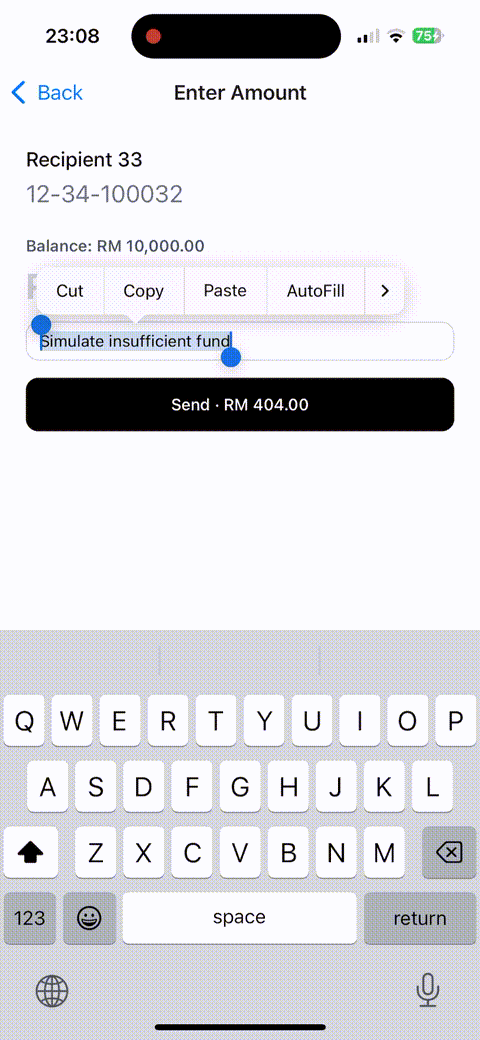 23:08
75
Back
Enter Amount
Recipient 33
12-34-100032
Balance: RM 10,000.00
Cut Copy Paste AutoFill
Simulate insufficient fund
Send · RM 404.00
Q W E R T Y U I O P
A S D F G H J K L
Z X C V B N M
123 space return